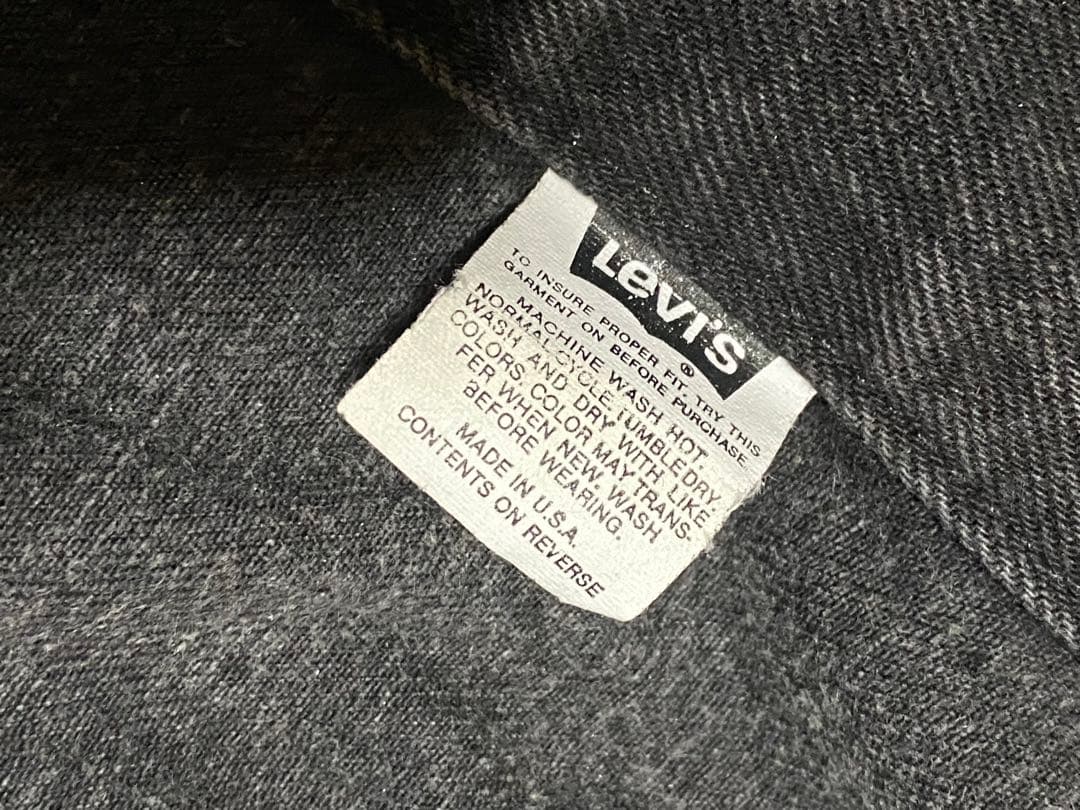 Levi's®
TO INSURE PROPER FIT, TRY THIS
GARMENT ON BEFORE PURCHASE
MACHINE WASH HOT.
NORMAL CYCLE.TUMBLE DRY.
WASH AND DRY WITH LIKE
COLORS. COLOR MAY TRANS-
FER WHEN NEW. WASH
BEFORE WEARING.
MADE IN U.S.A.
CONTENTS ON REVERSE